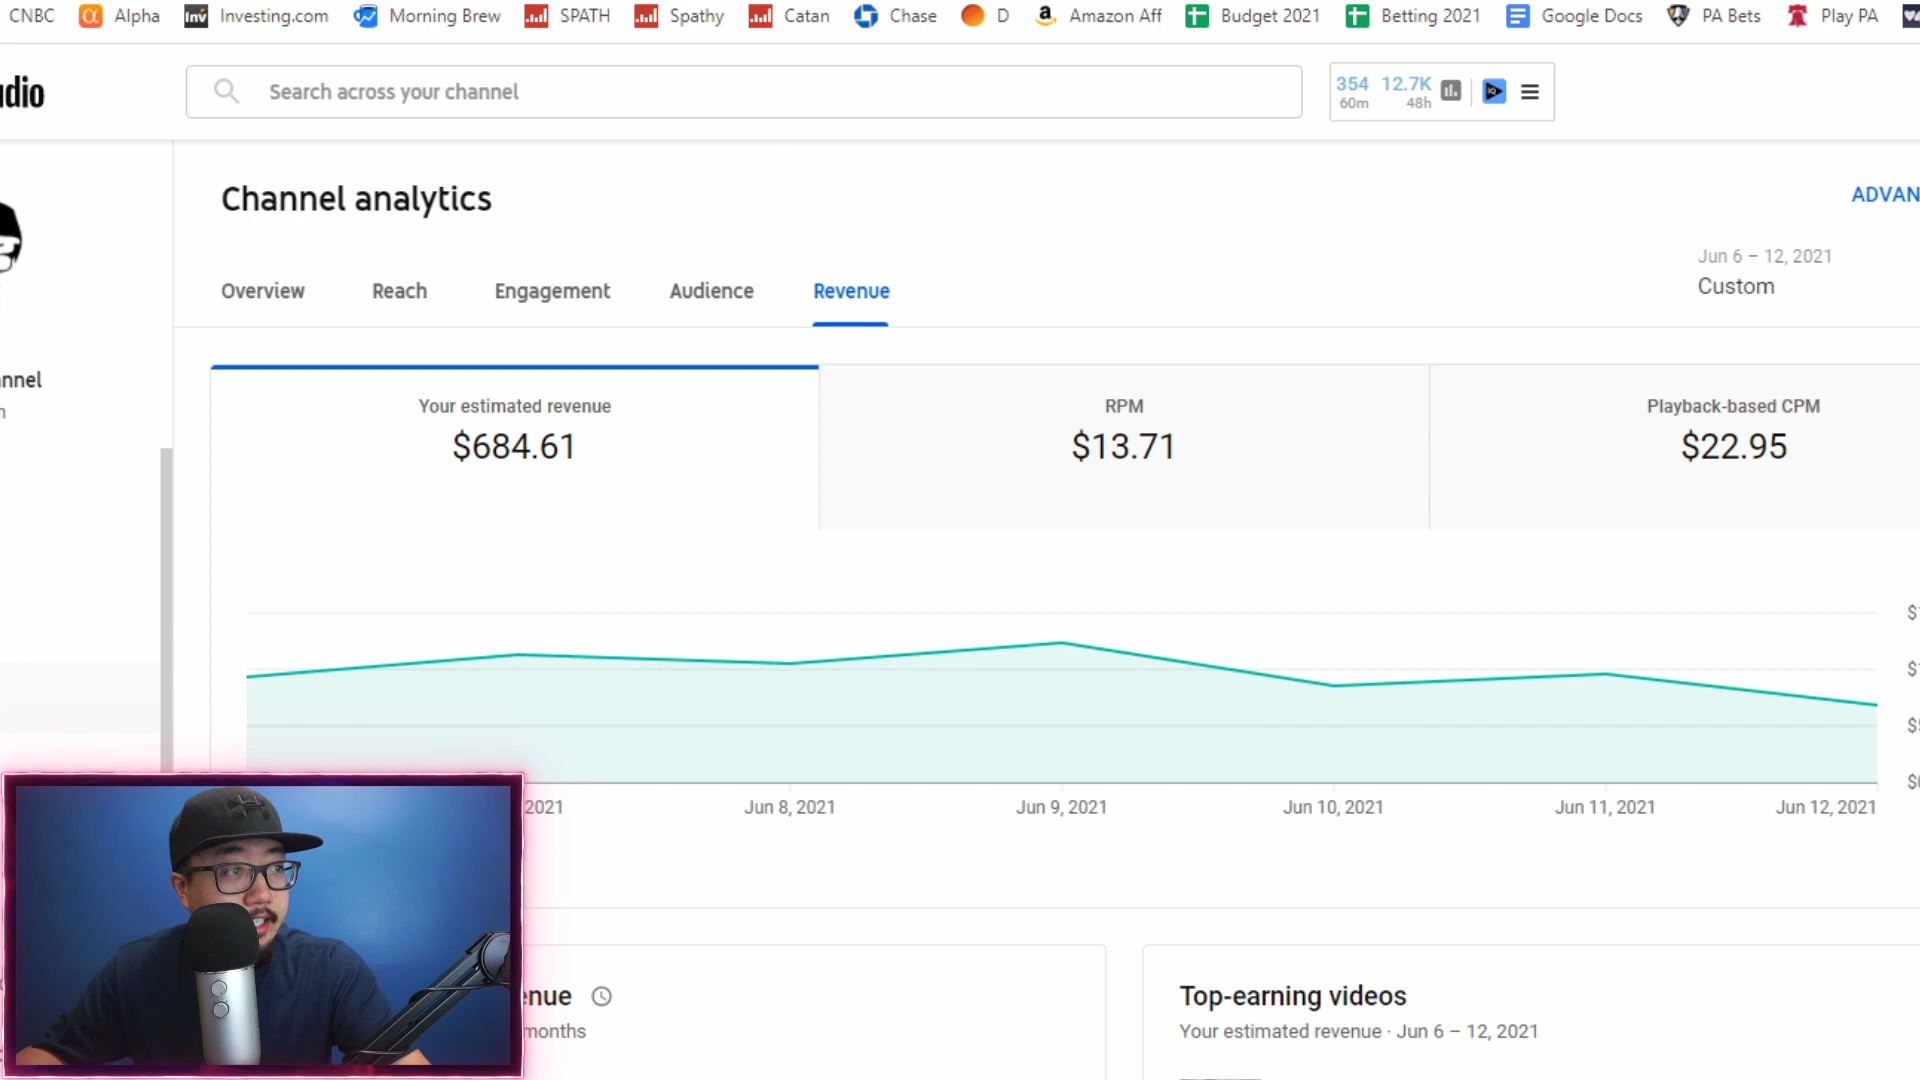 CNBC Alpha Investing.com Morning Brew SPATH Spathy Catan Chase D Amazon Aff Budget 2021 Betting 2021 Google Docs PA Bets Play PA
Search across your channel
354 12.7K
60m 48h
Channel analytics
ADVAN
Jun 6 – 12, 2021
Custom
Overview Reach Engagement Audience Revenue
Your estimated revenue
$684.61
RPM
$13.71
Playback-based CPM
$22.95
2021 Jun 8, 2021 Jun 9, 2021 Jun 10, 2021 Jun 11, 2021 Jun 12, 2021
months
Top-earning videos
Your estimated revenue · Jun 6 – 12, 2021